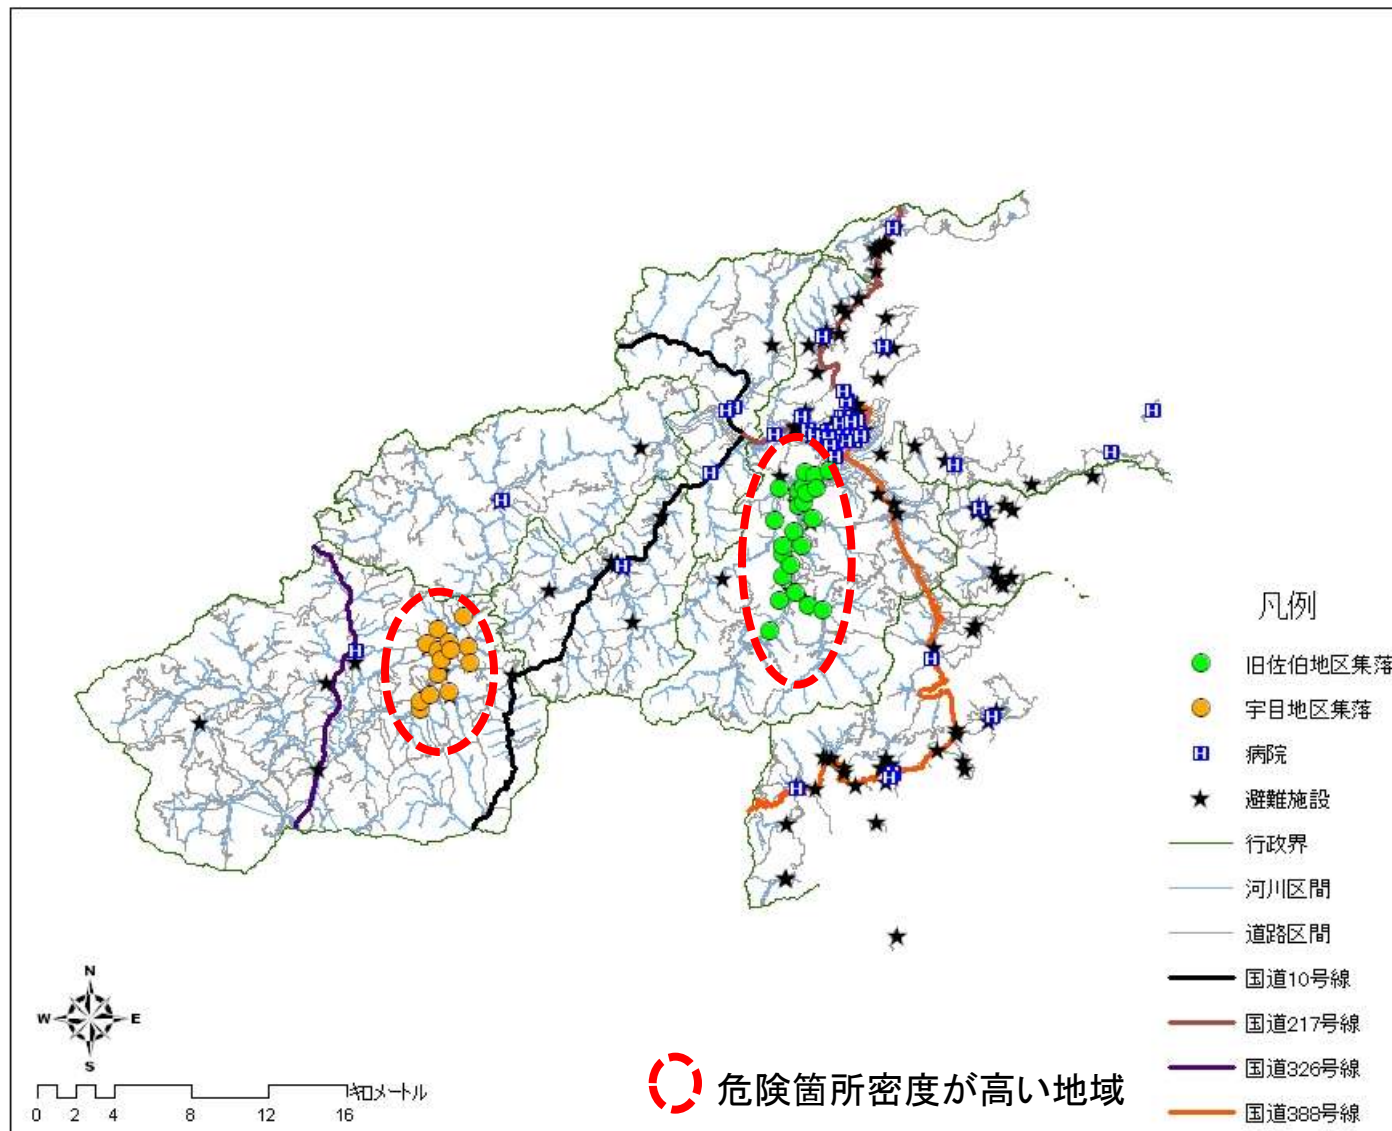 凡例
旧佐伯地区集落
宇目地区集落
病院
避難施設
行政界
河川区間
道路区間
国道10号線
国道217号線
国道326号線
国道388号線
N
W E
S
キロメートル
0 2 4 8 12 16
危険箇所密度が高い地域